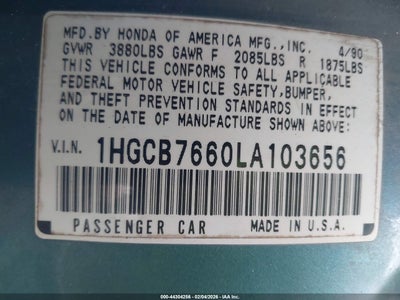 MFD.BY HONDA OF AMERICA MFG.,INC. 4/90
GVWR 3880LBS GAWR F 2085LBS R 1875LBS
THIS VEHICLE CONFORMS TO ALL APPLICABLE
FEDERAL MOTOR VEHICLE SAFETY,BUMPER,
AND THEFT PREVENTION STANDARDS IN EFFECT
ON THE DATE OF MANUFACTURE SHOWN ABOVE:
V.I.N. 1HGCB7660LA103656
PASSENGER CAR MADE IN U.S.A.
000-44304256 - 02/04/2026 - IAA Inc.